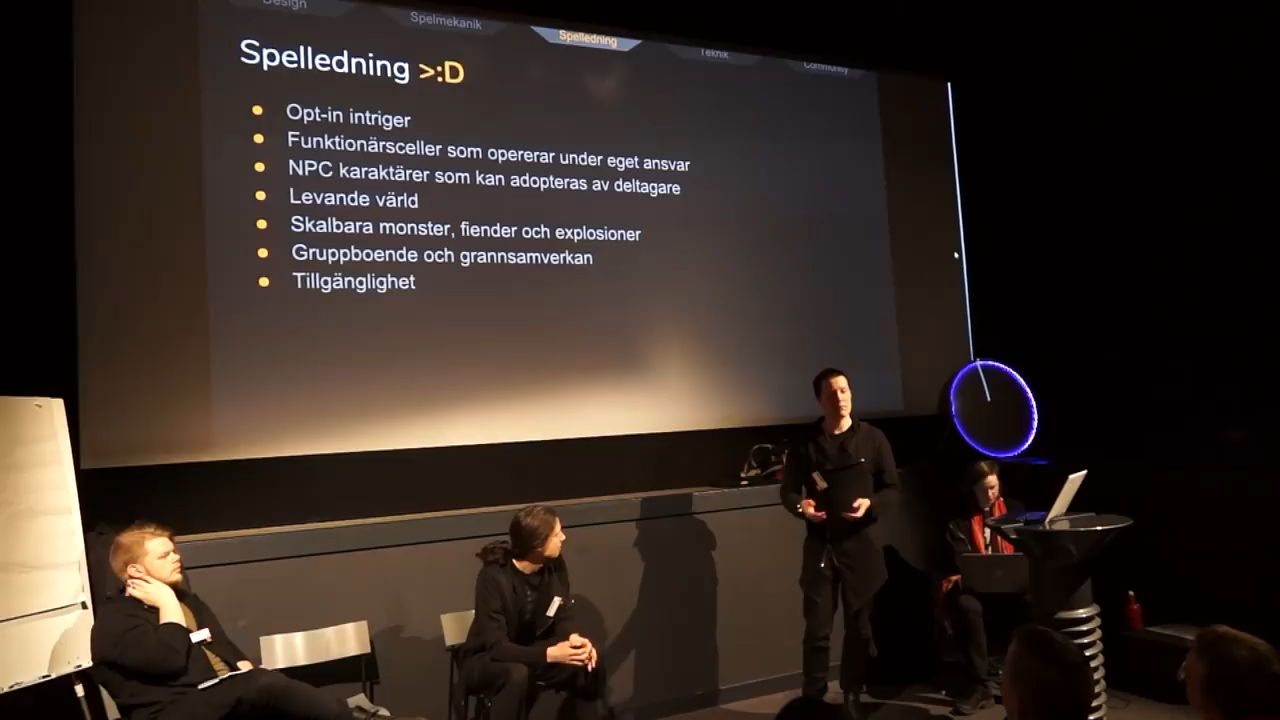 Design
Spelmekanik
Spelledning
Teknik
Community
Spelledning >:D
Opt-in intriger
Funktionärsceller som opererar under eget ansvar
NPC karaktärer som kan adopteras av deltagare
Levande värld
Skalbara monster, fiender och explosioner
Gruppboende och grannsamverkan
Tillgänglighet